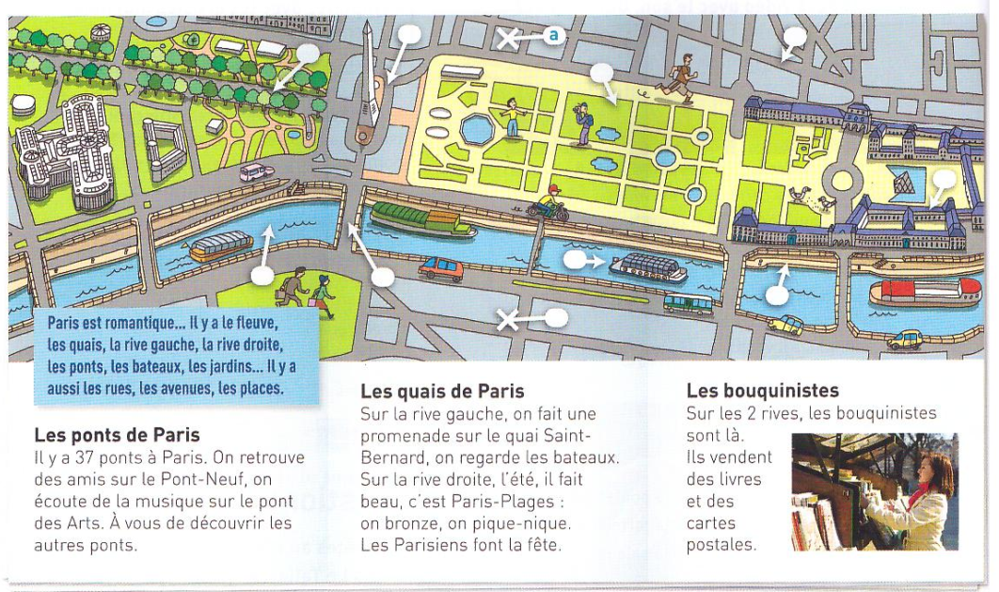 a
Paris est romantique... Il y a le fleuve,
les quais, la rive gauche, la rive droite,
les ponts, les bateaux, les jardins... Il y a
aussi les rues, les avenues, les places.
Les ponts de Paris
Il y a 37 ponts à Paris. On retrouve
des amis sur le Pont-Neuf, on
écoute de la musique sur le pont
des Arts. À vous de découvrir les
autres ponts.
Les quais de Paris
Sur la rive gauche, on fait une
promenade sur le quai Saint-
Bernard, on regarde les bateaux.
Sur la rive droite, l'été, il fait
beau, c'est Paris-Plages :
on bronze, on pique-nique.
Les Parisiens font la fête.
Les bouquinistes
Sur les 2 rives, les bouquinistes
sont là.
Ils vendent
des livres
et des
cartes
postales.